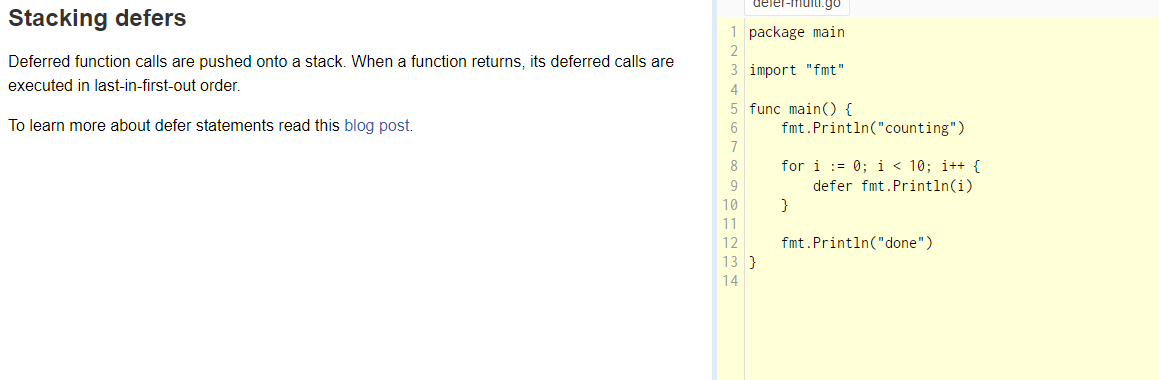 Stacking defers
Deferred function calls are pushed onto a stack. When a function returns, its deferred calls are
executed in last-in-first-out order.
To learn more about defer statements read this blog post.
defer-multi.go
1 package main
2
3 import "fmt"
4
5 func main() {
6     fmt.Println("counting")
7
8     for i := 0; i < 10; i++ {
9         defer fmt.Println(i)
10     }
11
12     fmt.Println("done")
13 }
14